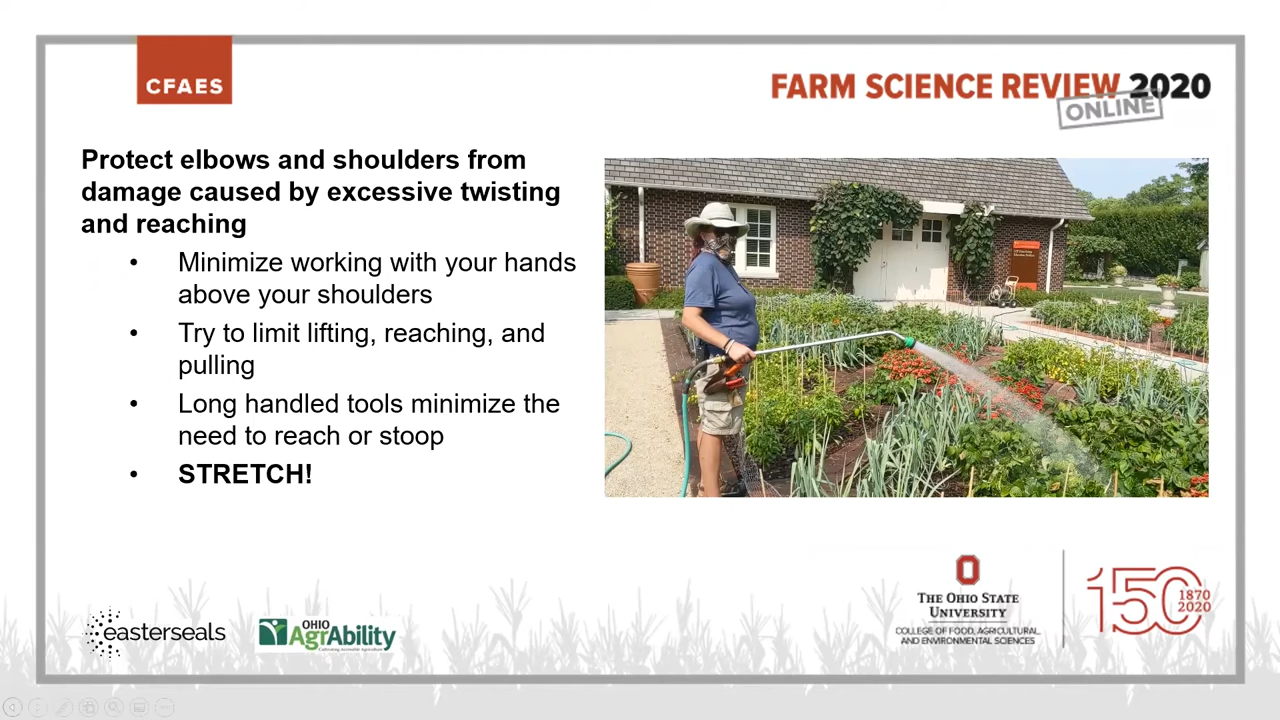 CFAES
FARM SCIENCE REVIEW 2020
ONLINE
Protect elbows and shoulders from
damage caused by excessive twisting
and reaching
• Minimize working with your hands
above your shoulders
• Try to limit lifting, reaching, and
pulling
• Long handled tools minimize the
need to reach or stoop
• STRETCH!
easterseals
OHIO
AgrAbility
Cultivating Accessible Agriculture
THE OHIO STATE
UNIVERSITY
COLLEGE OF FOOD, AGRICULTURAL,
AND ENVIRONMENTAL SCIENCES
150
1870
2020